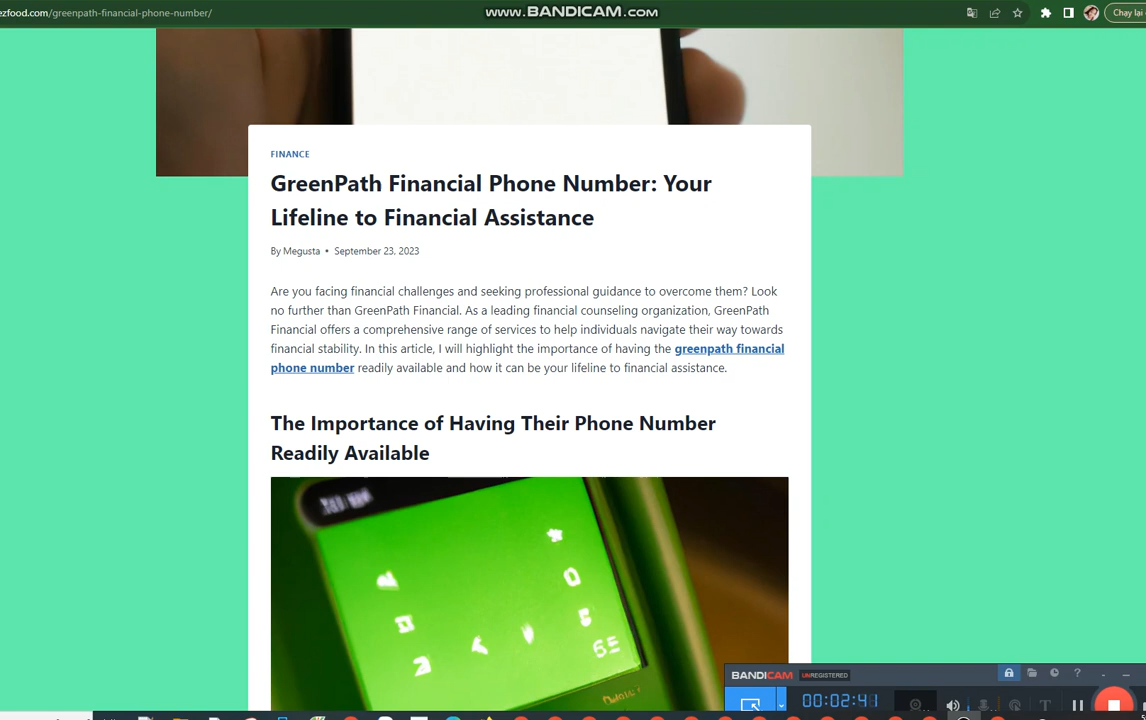 ezfood.com/greenpath-financial-phone-number/
WWW.BANDICAM.COM
Chạy lại
FINANCE
GreenPath Financial Phone Number: Your
Lifeline to Financial Assistance
By Megusta • September 23, 2023
Are you facing financial challenges and seeking professional guidance to overcome them? Look
no further than GreenPath Financial. As a leading financial counseling organization, GreenPath
Financial offers a comprehensive range of services to help individuals navigate their way towards
financial stability. In this article, I will highlight the importance of having the greenpath financial
phone number readily available and how it can be your lifeline to financial assistance.
The Importance of Having Their Phone Number
Readily Available
BANDICAM UNREGISTERED
00:02:41